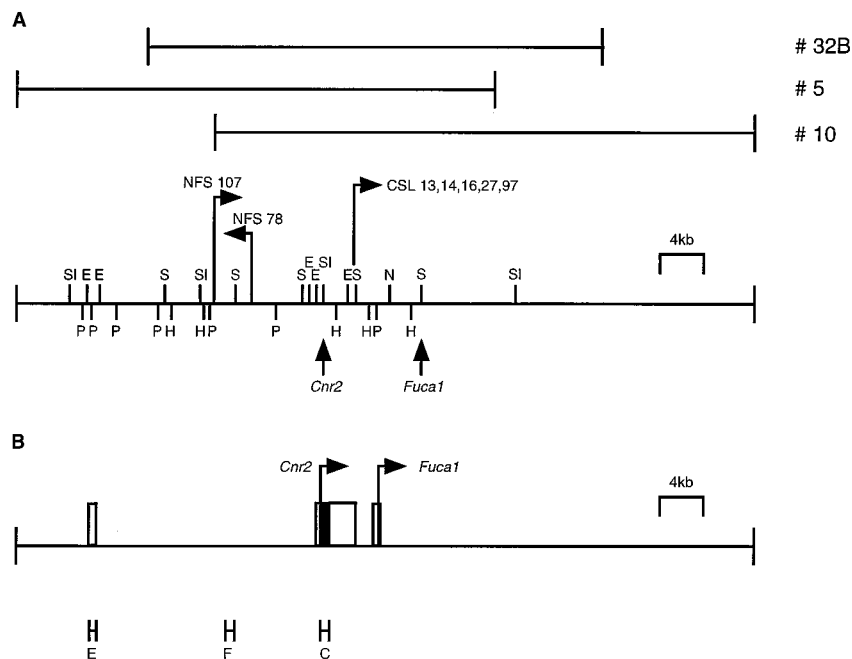 A
# 32B
# 5
# 10
NFS 107
CSL 13,14,16,27,97
NFS 78
4kb
E SI
SI E E S SI S S E E S N S SI
P P P P H H P P H H P H
Cnr2 Fuca1
B
Cnr2 Fuca1
4kb
E F C